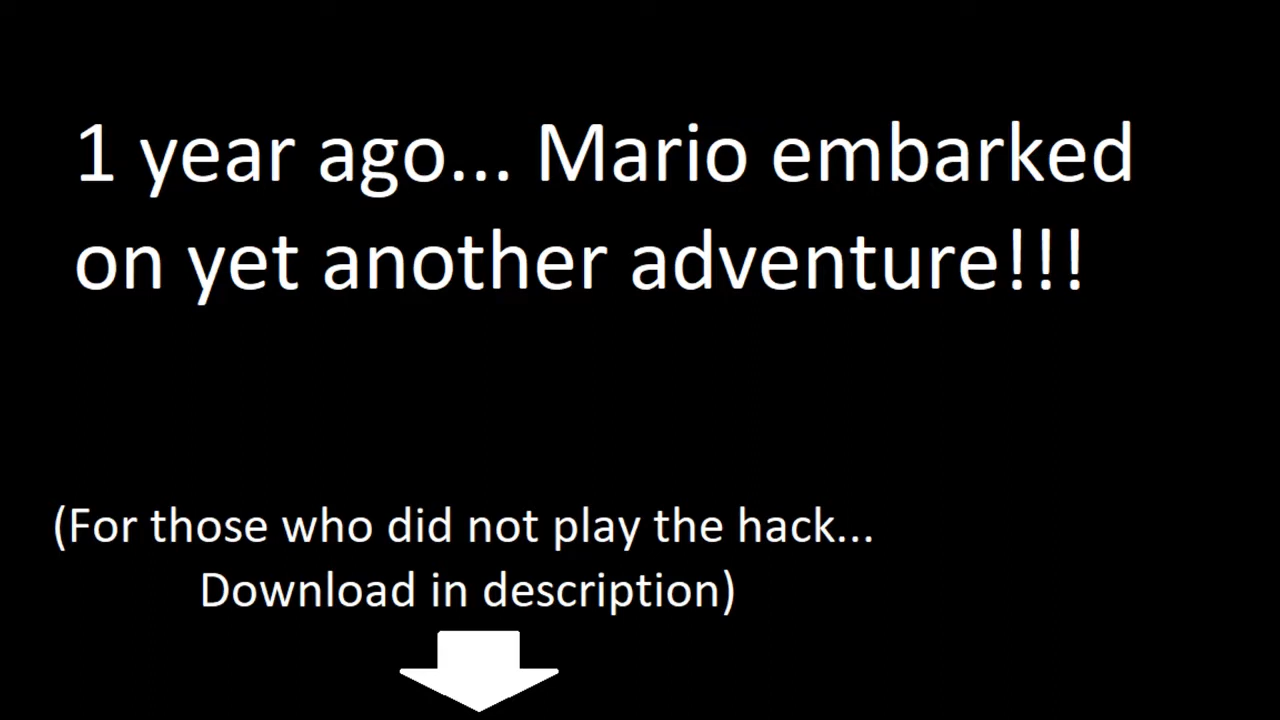 1 year ago... Mario embarked
on yet another adventure!!!
(For those who did not play the hack...
Download in description)